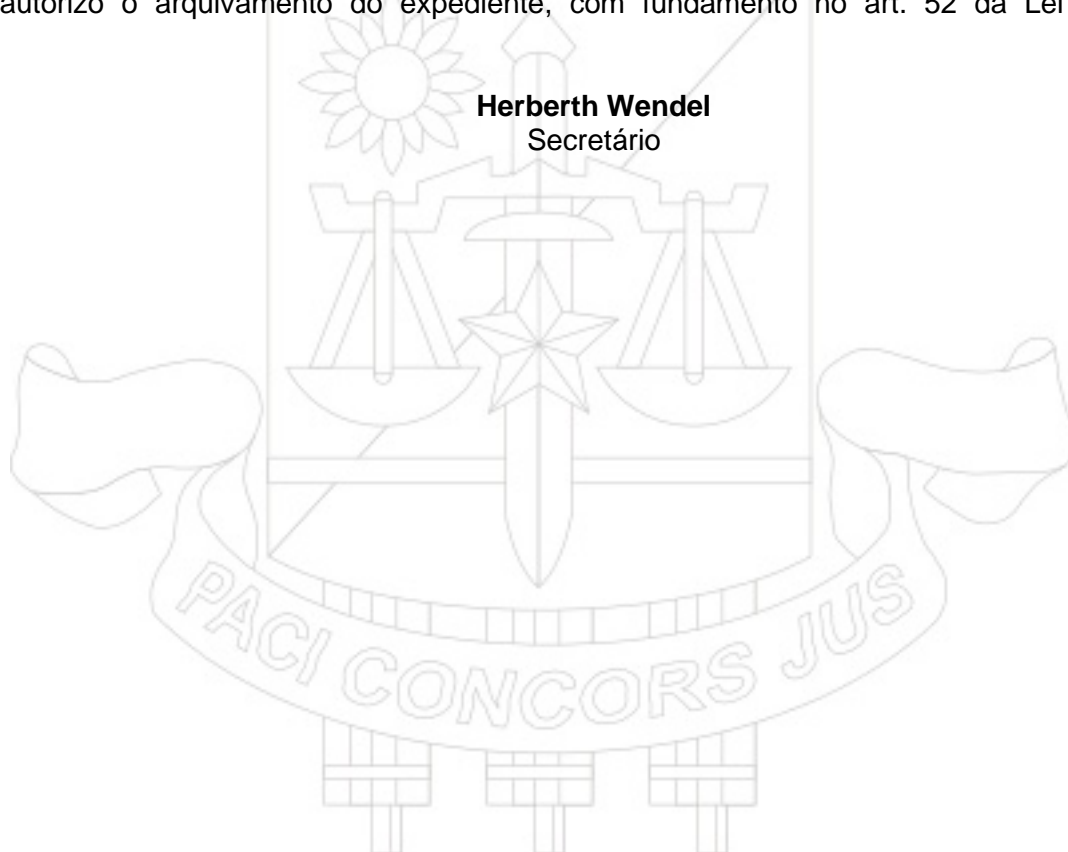 autorizo o arquivamento do expediente, com fundamento no art. 52 da Lei
Herberth Wendel
Secretário
PACI CONCORS JUS